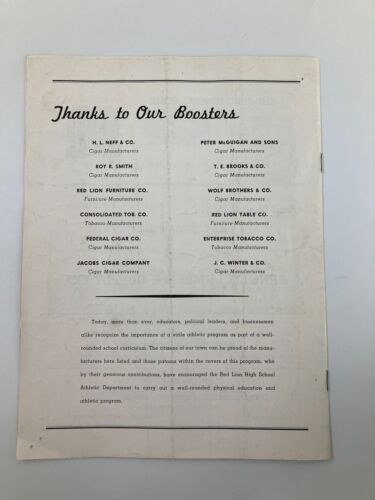 Thanks to Our Boosters
H. L. NEFF & CO.
Cigar Manufacturers
ROY R. SMITH
Cigar Manufacturers
RED LION FURNITURE CO.
Furniture Manufacturers
CONSOLIDATED TOB. CO.
Tobacco Manufacturers
FEDERAL CIGAR CO.
Cigar Manufacturers
JACOBS CIGAR COMPANY
Cigar Manufacturers
PETER McGUIGAN AND SONS
Cigar Manufacturers
T. E. BROOKS & CO.
Cigar Manufacturers
WOLF BROTHERS & CO.
Cigar Manufacturers
RED LION TABLE CO.
Furniture Manufacturers
ENTERPRISE TOBACCO CO.
Tobacco Manufacturers
J. C. WINTER & CO.
Cigar Manufacturers
Today, more than ever, educators, political leaders, and businessmen
alike recognize the importance of a virile athletic program as part of a well-
rounded school curriculum. The citizens of our town can be proud of the manu-
facturers here listed and those patrons within the covers of this program, who
by their generous contributions, have encouraged the Red Lion High School
Athletic Department to carry out a well-rounded physical education and
athletic program.